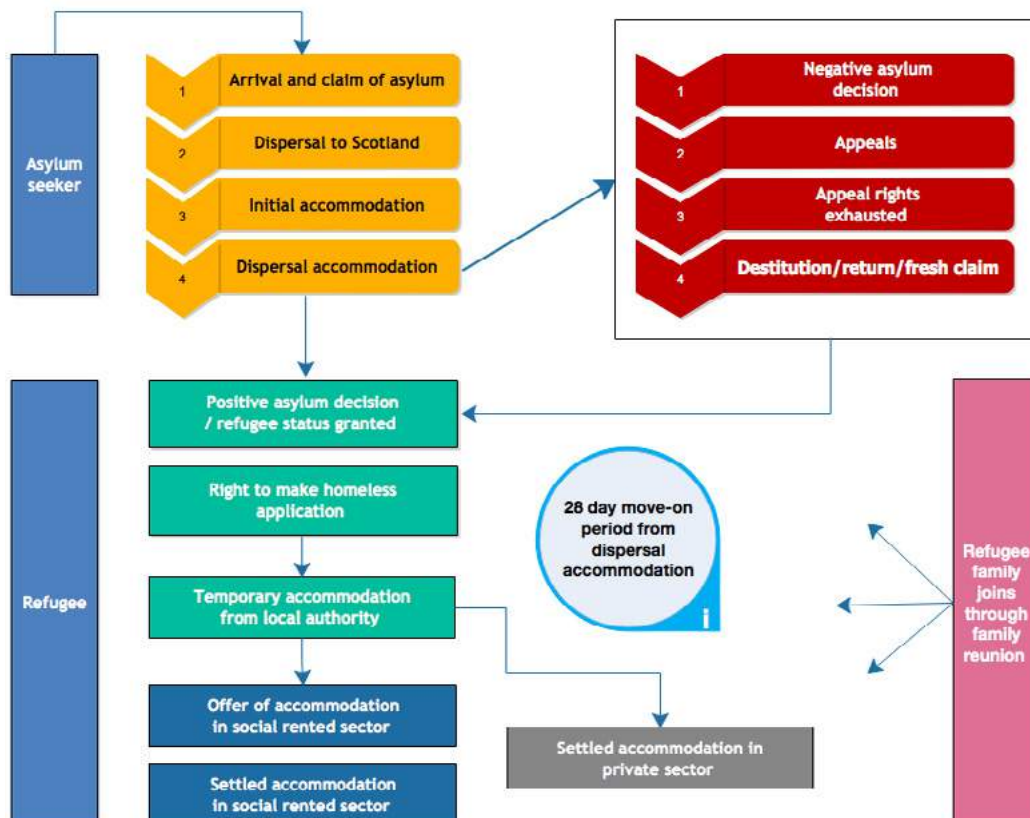 Asylum
seeker
1
Arrival and claim of asylum
2
Dispersal to Scotland
3
Initial accommodation
4
Dispersal accommodation
1
Negative asylum
decision
2
Appeals
3
Appeal rights
exhausted
4
Destitution/return/fresh claim
Refugee
Positive asylum decision
/ refugee status granted
Right to make homeless
application
Temporary accommodation
from local authority
Offer of accommodation
in social rented sector
Settled accommodation
in social rented sector
28 day move-on
period from
dispersal
accommodation
i
Settled accommodation in
private sector
Refugee
family
joins
through
family
reunion